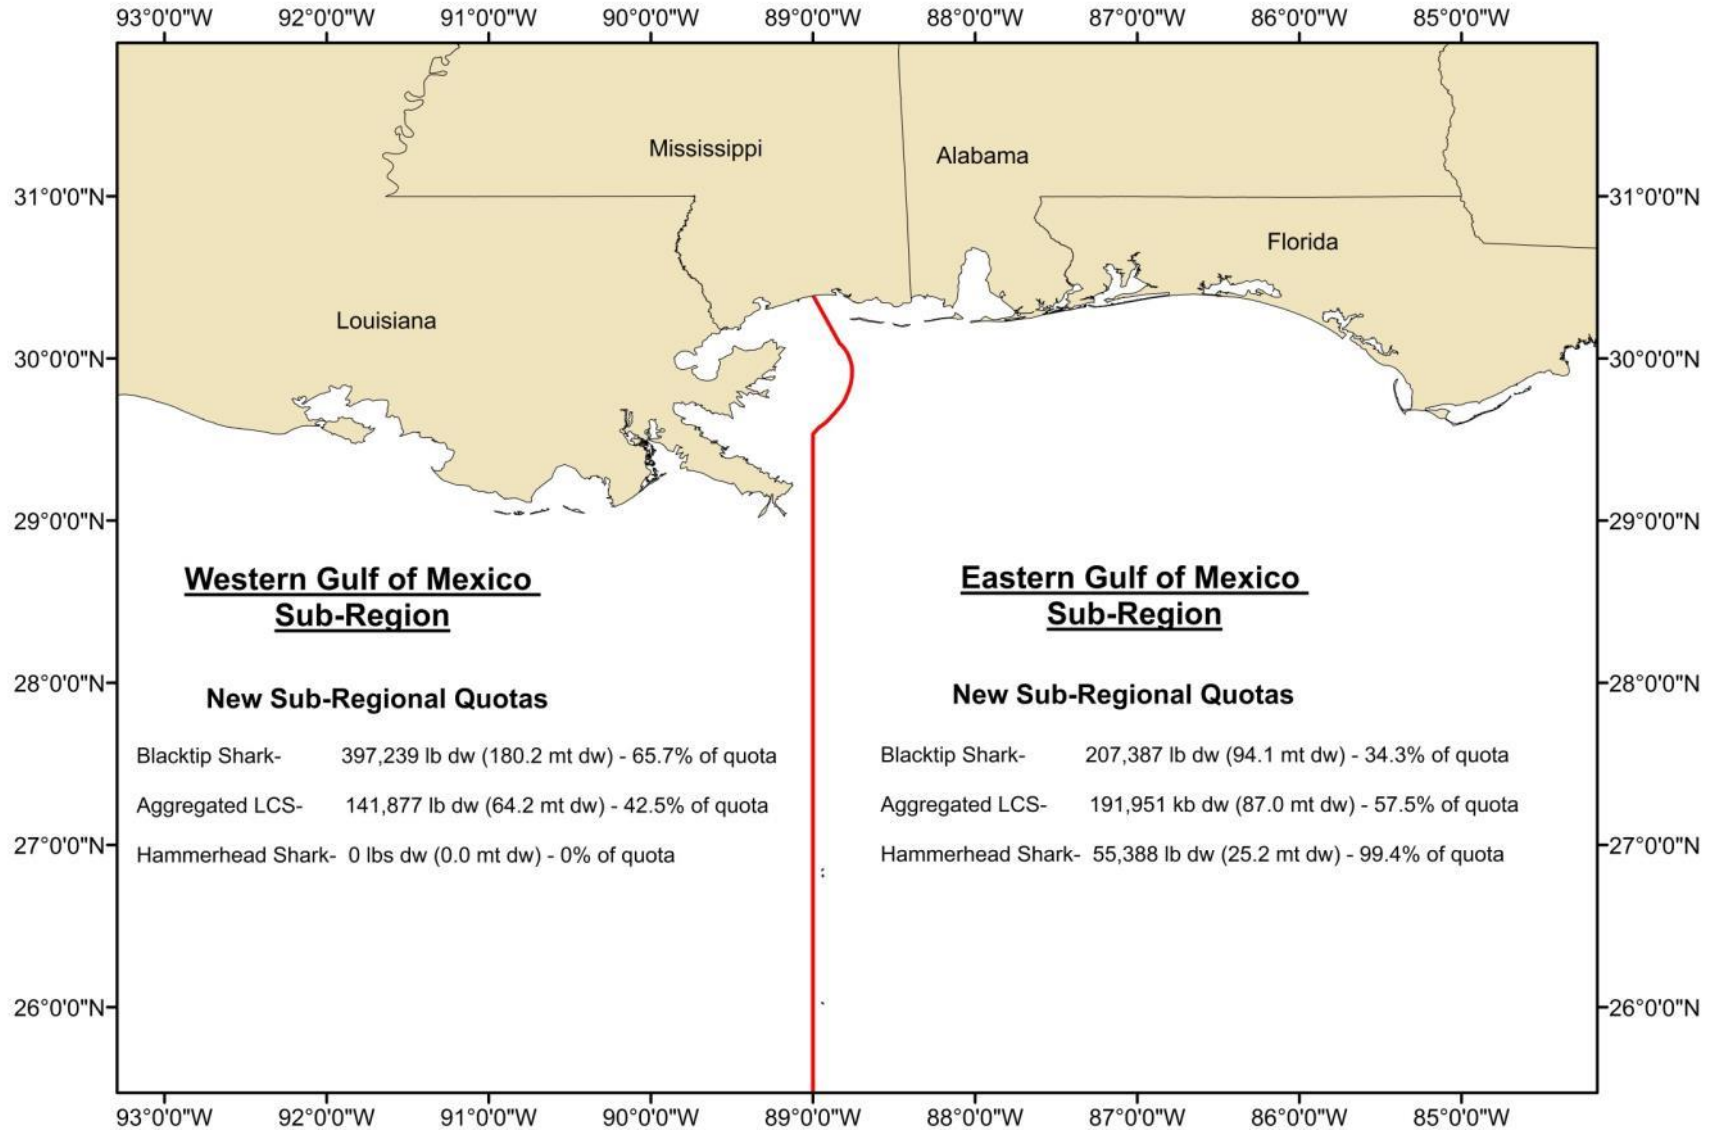 93°0'0"W 92°0'0"W 91°0'0"W 90°0'0"W 89°0'0"W 88°0'0"W 87°0'0"W 86°0'0"W 85°0'0"W
Mississippi
Alabama
31°0'0"N 31°0'0"N
Florida
Louisiana
30°0'0"N 30°0'0"N
29°0'0"N 29°0'0"N
Western Gulf of Mexico
Sub-Region
Eastern Gulf of Mexico
Sub-Region
28°0'0"N 28°0'0"N
New Sub-Regional Quotas
Blacktip Shark- 397,239 lb dw (180.2 mt dw) - 65.7% of quota
Aggregated LCS- 141,877 lb dw (64.2 mt dw) - 42.5% of quota
Hammerhead Shark- 0 lbs dw (0.0 mt dw) - 0% of quota
New Sub-Regional Quotas
Blacktip Shark- 207,387 lb dw (94.1 mt dw) - 34.3% of quota
Aggregated LCS- 191,951 kb dw (87.0 mt dw) - 57.5% of quota
Hammerhead Shark- 55,388 lb dw (25.2 mt dw) - 99.4% of quota
27°0'0"N 27°0'0"N
26°0'0"N 26°0'0"N
93°0'0"W 92°0'0"W 91°0'0"W 90°0'0"W 89°0'0"W 88°0'0"W 87°0'0"W 86°0'0"W 85°0'0"W